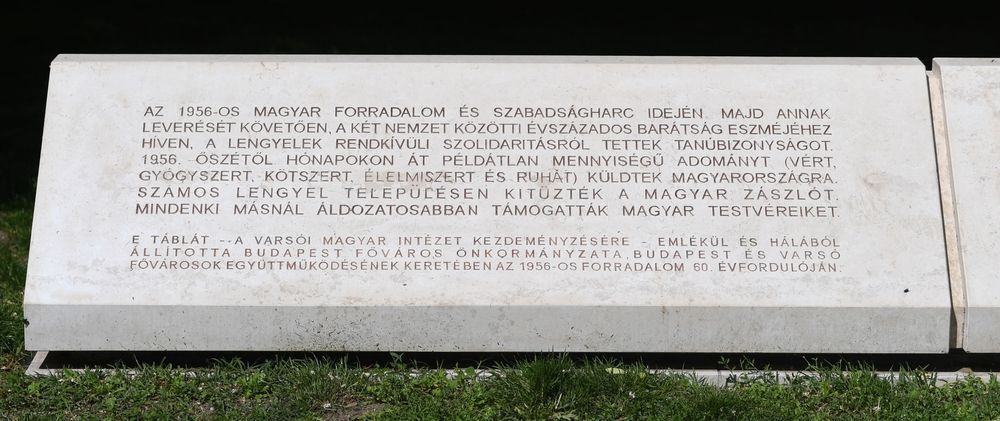 AZ 1956-OS MAGYAR FORRADALOM ÉS SZABADSÁGHARC IDEJÉN, MAJD ANNAK
LEVERÉSÉT KÖVETŐEN, A KÉT NEMZET KÖZÖTTI ÉVSZÁZADOS BARÁTSÁG ESZMÉJÉHEZ
HÍVEN, A LENGYELEK RENDKÍVÜLI SZOLIDARITÁSRÓL TETTEK TANÚBIZONYSÁGOT.
1956. ŐSZÉTŐL HÓNAPOKON ÁT PÉLDÁTLAN MENNYISÉGŰ ADOMÁNYT (VÉRT,
GYÓGYSZERT, KÖTSZERT, ÉLELMISZERT ÉS RUHÁT) KÜLDTEK MAGYARORSZÁGRA.
SZÁMOS LENGYEL TELEPÜLÉSEN KITŰZTÉK A MAGYAR ZÁSZLÓT.
MINDENKI MÁSNÁL ÁLDOZATOSABBAN TÁMOGATTÁK MAGYAR TESTVÉREIKET.
E TÁBLÁT - A VARSÓI MAGYAR INTÉZET KEZDEMÉNYZÉSÉRE - EMLÉKÜL ÉS HÁLÁBÓL
ÁLLÍTOTTA BUDAPEST FŐVÁROS ÖNKORMÁNYZATA, BUDAPEST ÉS VARSÓ
FŐVÁROSOK EGYÜTTMŰKÖDÉSÉNEK KERETÉBEN AZ 1956-OS FORRADALOM 60. ÉVFORDULÓJÁN.